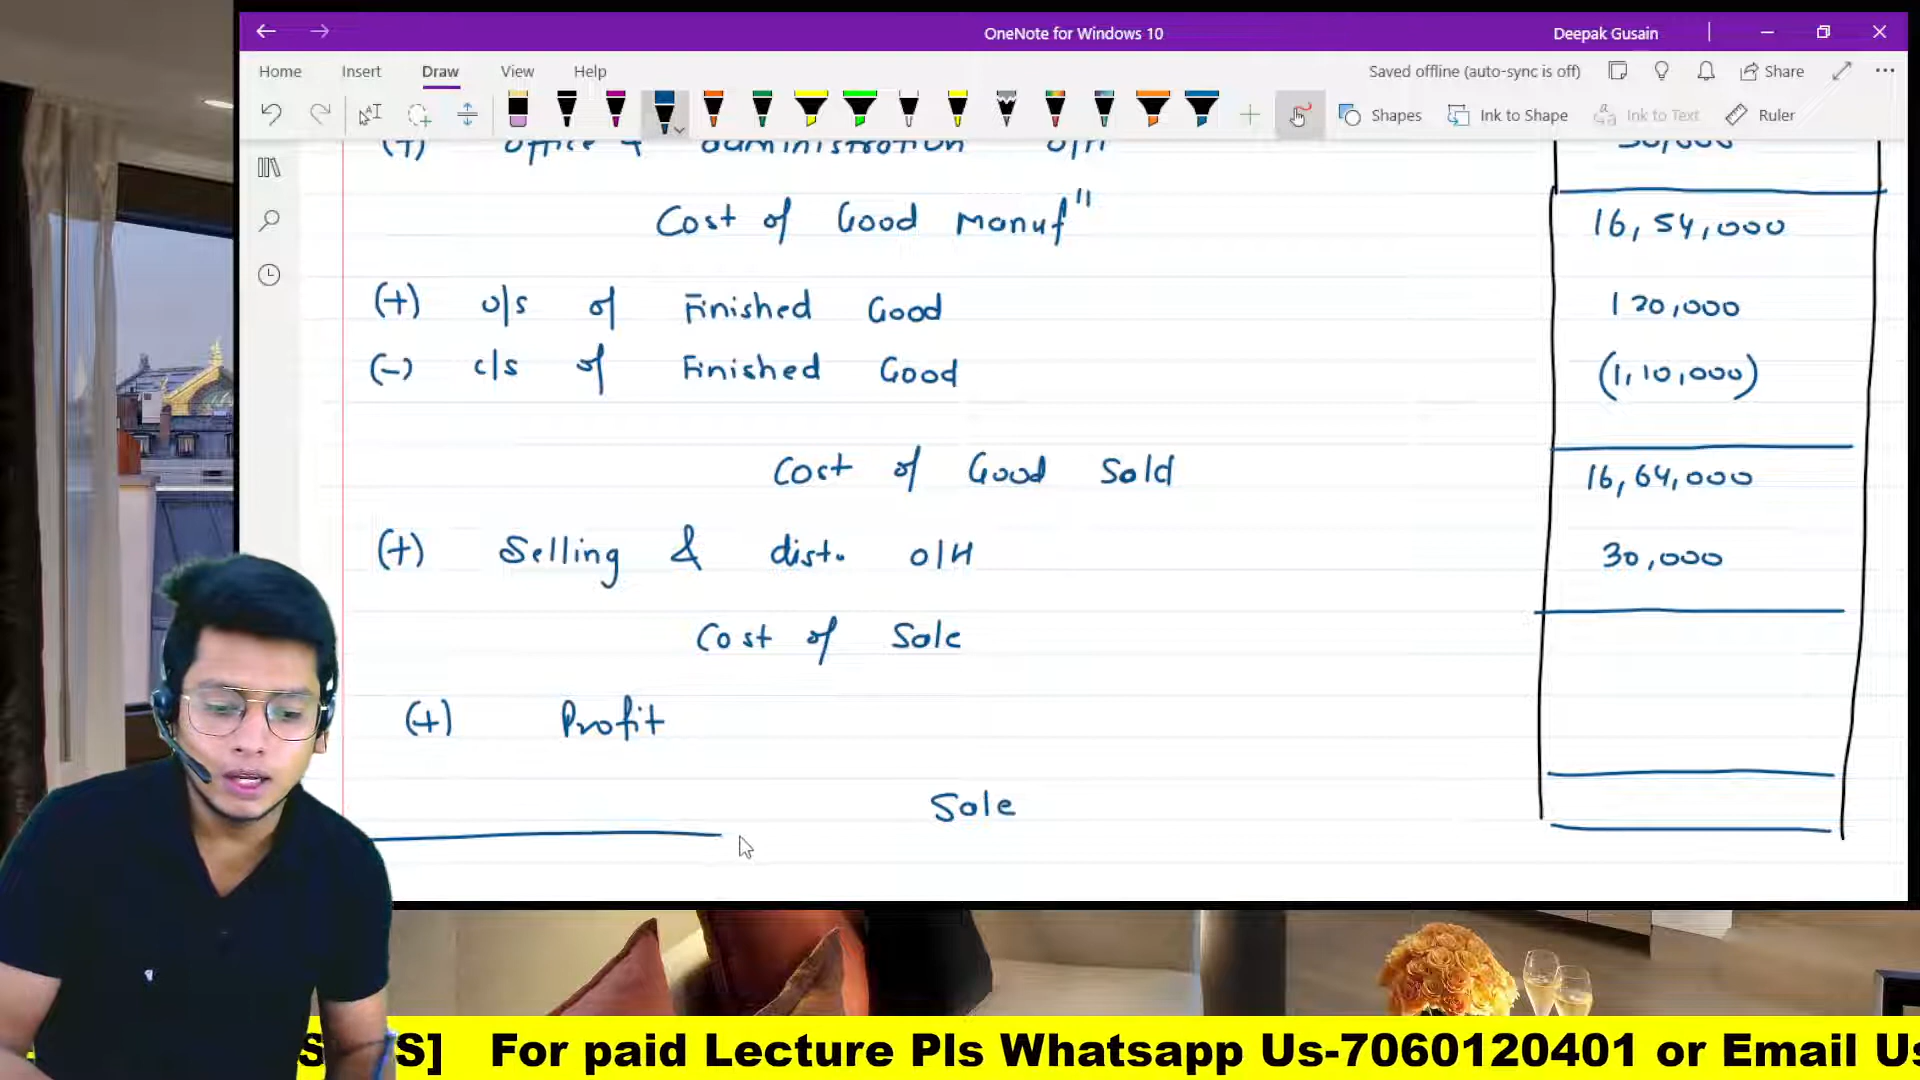 OneNote for Windows 10 Deepak Gusain
Home Insert Draw View Help Saved offline (auto-sync is off) Share
Shapes Ink to Shape Ink to Text Ruler
(+) office & administration o/H
Cost of Good Manuf" 16,54,000
(+) o/s of Finished Good 120,000
(-) c/s of Finished Good (1,10,000)
Cost of Good Sold 16,64,000
(+) Selling & dist. o/H 30,000
Cost of Sale
(+) Profit
Sale
S] For paid Lecture Pls Whatsapp Us-7060120401 or Email Us